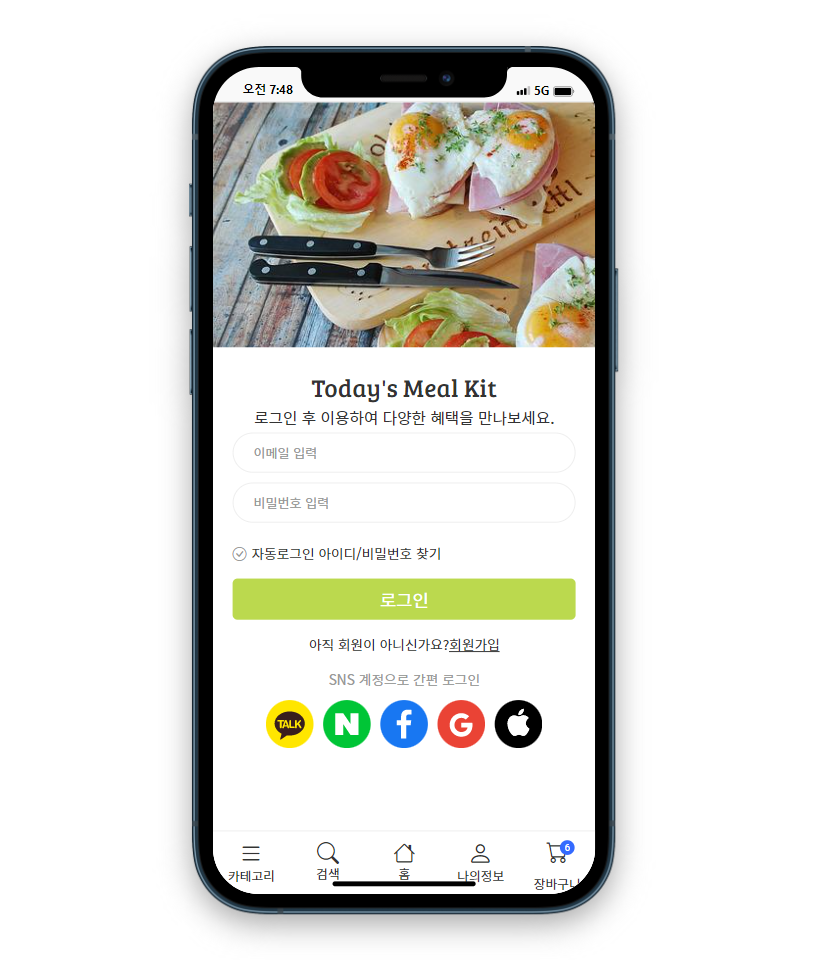 오전 7:48
5G
Today's Meal Kit
로그인 후 이용하여 다양한 혜택을 만나보세요.
이메일 입력
비밀번호 입력
자동로그인 아이디/비밀번호 찾기
로그인
아직 회원이 아니신가요?회원가입
SNS 계정으로 간편 로그인
TALK N f G
6
카테고리 검색 홈 나의정보 장바구니